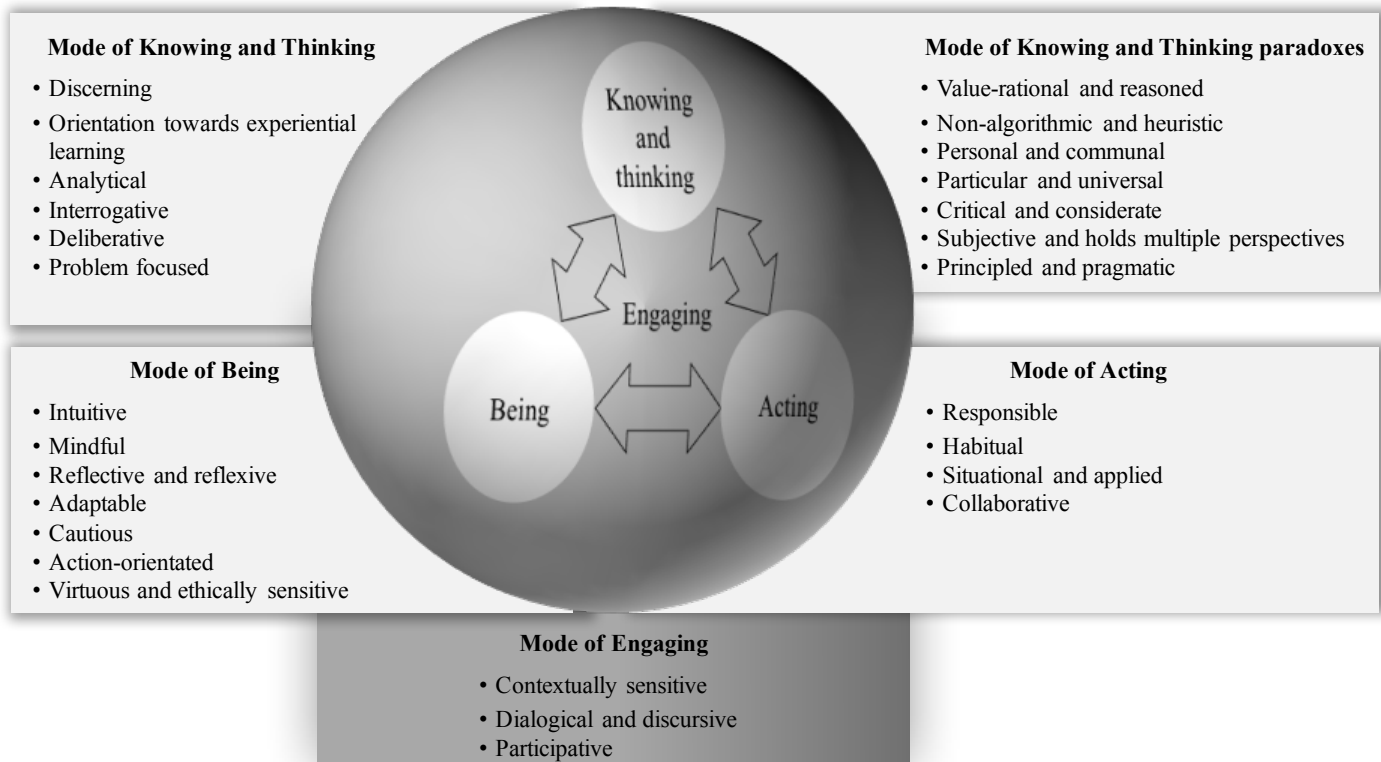 Mode of Knowing and Thinking
• Discerning
• Orientation towards experiential
learning
• Analytical
• Interrogative
• Deliberative
• Problem focused
Knowing
and
thinking
Engaging
Being
Acting
Mode of Knowing and Thinking paradoxes
• Value-rational and reasoned
• Non-algorithmic and heuristic
• Personal and communal
• Particular and universal
• Critical and considerate
• Subjective and holds multiple perspectives
• Principled and pragmatic
Mode of Being
• Intuitive
• Mindful
• Reflective and reflexive
• Adaptable
• Cautious
• Action-orientated
• Virtuous and ethically sensitive
Mode of Acting
• Responsible
• Habitual
• Situational and applied
• Collaborative
Mode of Engaging
• Contextually sensitive
• Dialogical and discursive
• Participative